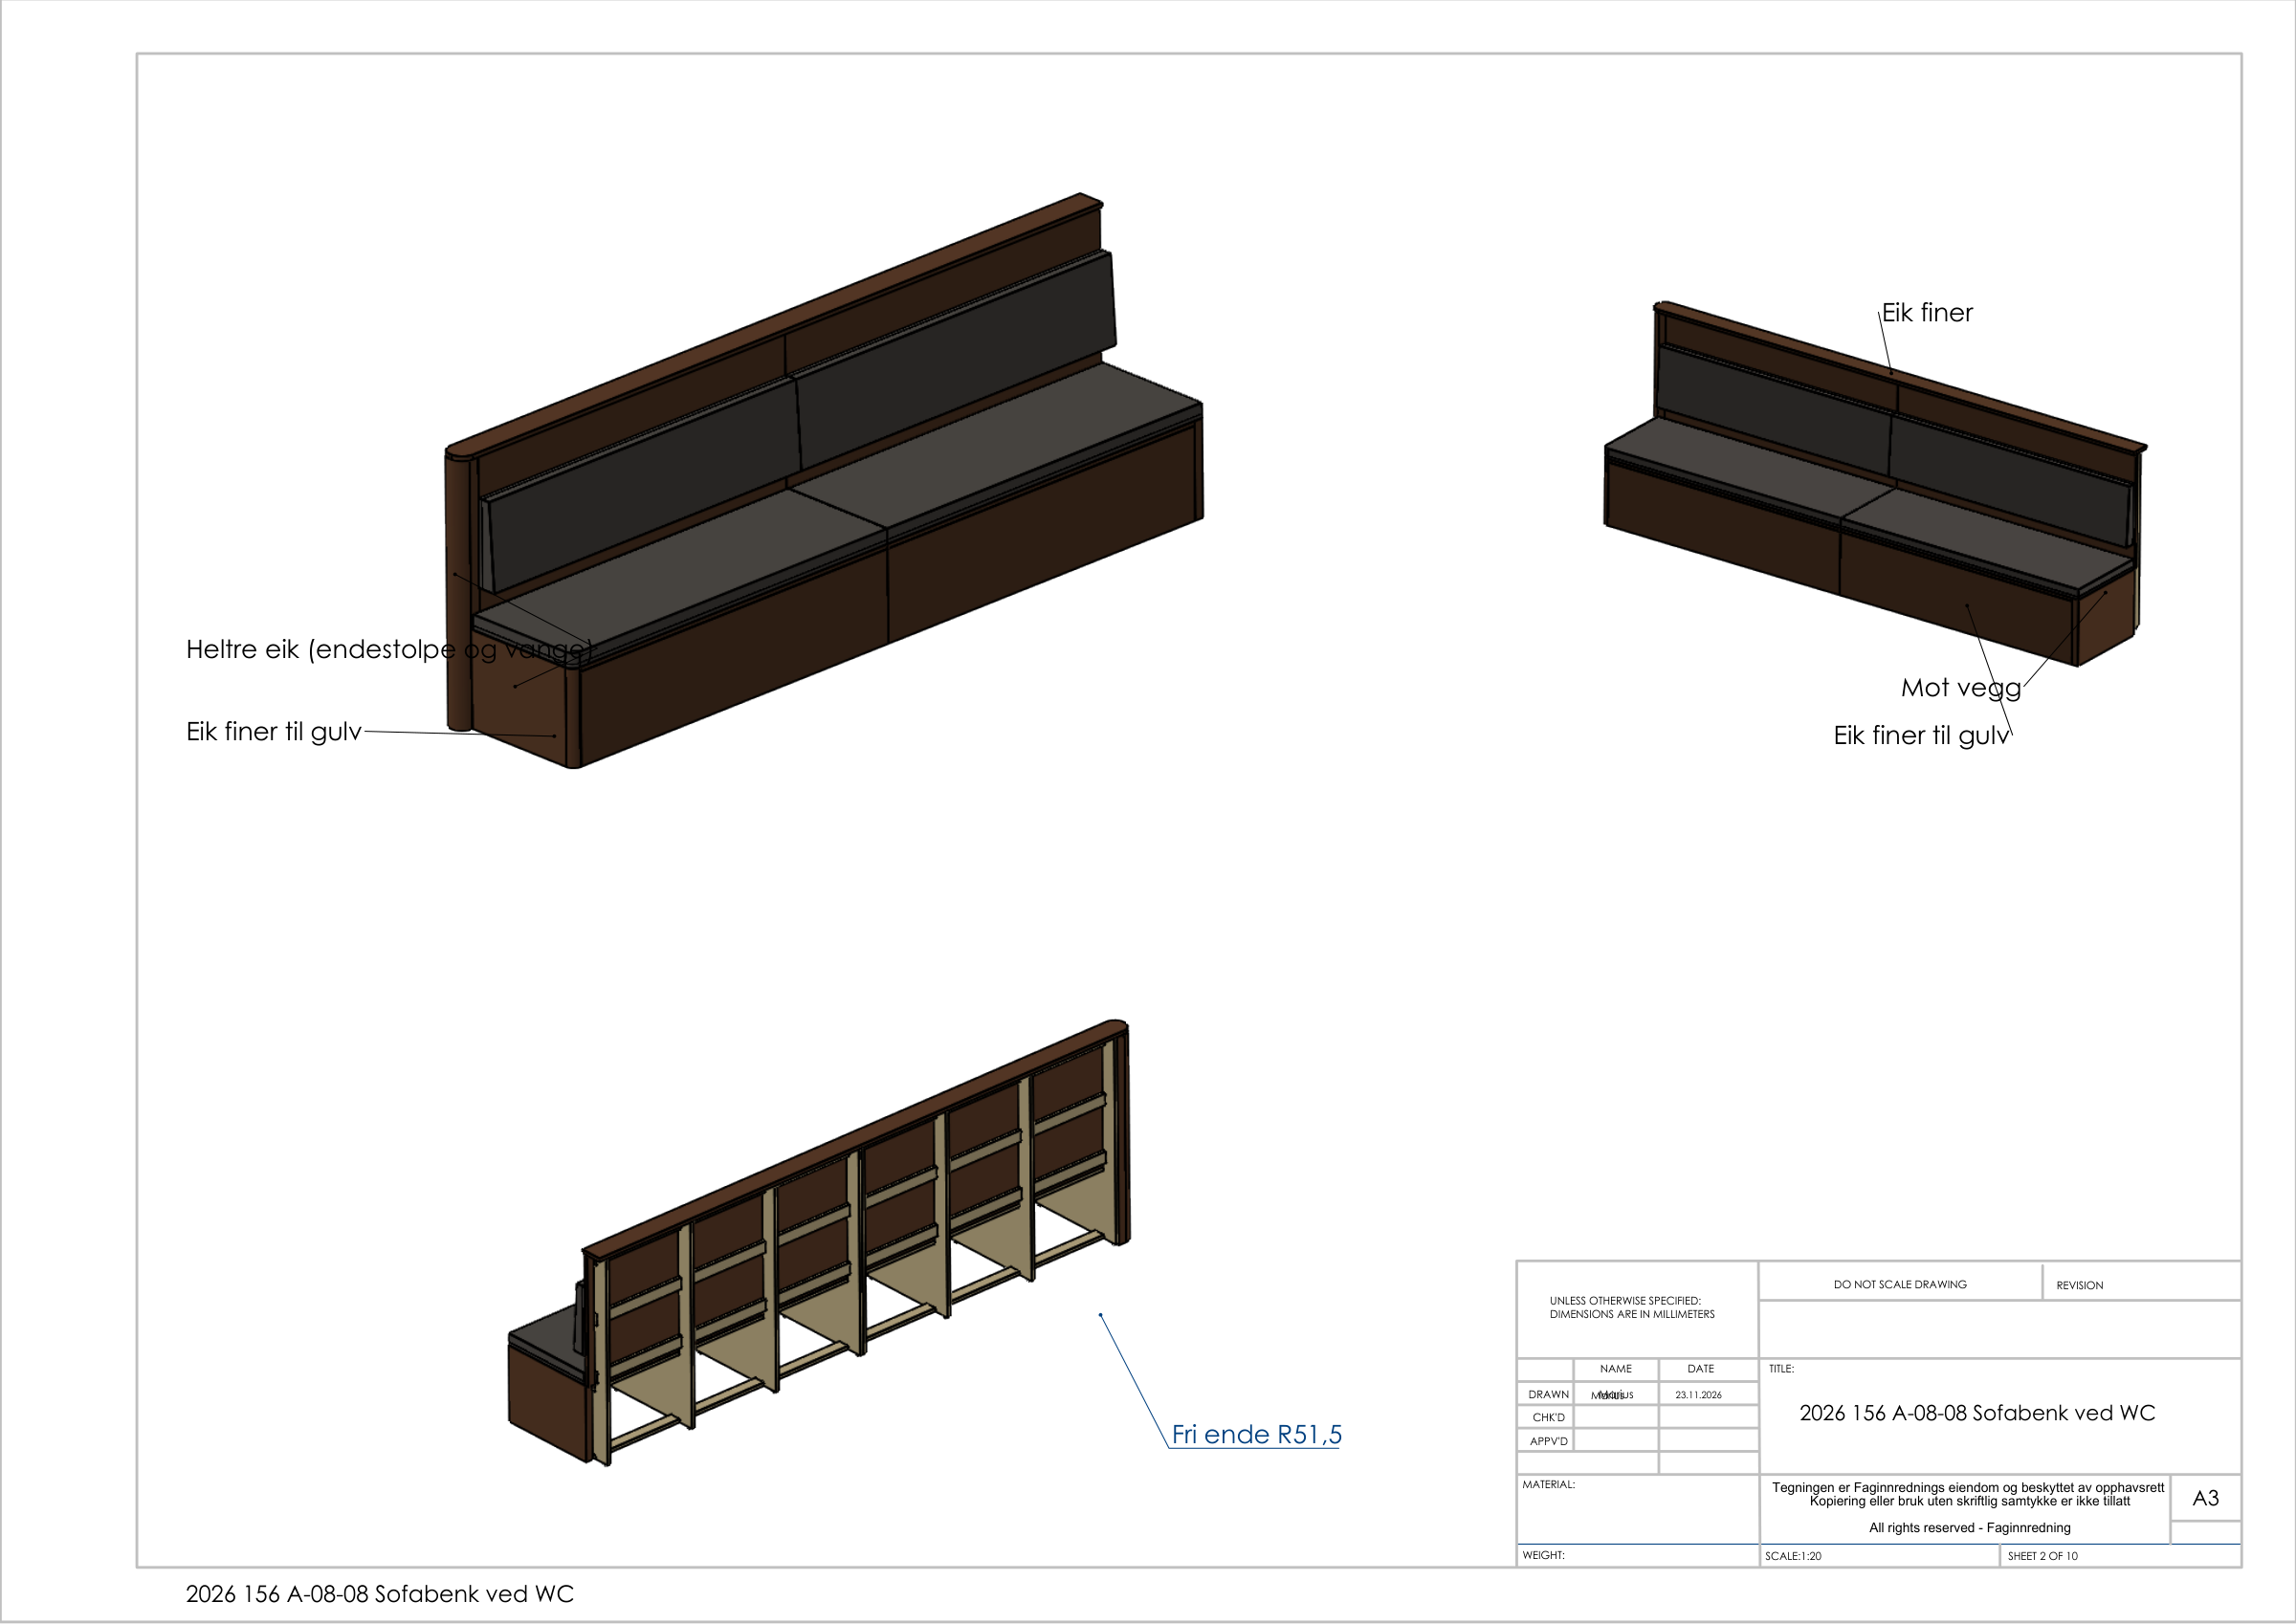 Eik finer
Heltre eik (endestolpe og vange)
Eik finer til gulv
Mot vegg
Eik finer til gulv
Fri ende R51,5
UNLESS OTHERWISE SPECIFIED:
DIMENSIONS ARE IN MILLIMETERS
DO NOT SCALE DRAWING
REVISION
NAME
DATE
TITLE:
DRAWN
Marius
23.11.2026
CHK'D
APPV'D
2026 156 A-08-08 Sofabenk ved WC
MATERIAL:
Tegningen er Faginnrednings eiendom og beskyttet av opphavsrett
Kopiering eller bruk uten skriftlig samtykke er ikke tillatt
All rights reserved - Faginnredning
A3
WEIGHT:
SCALE:1:20
SHEET 2 OF 10
2026 156 A-08-08 Sofabenk ved WC